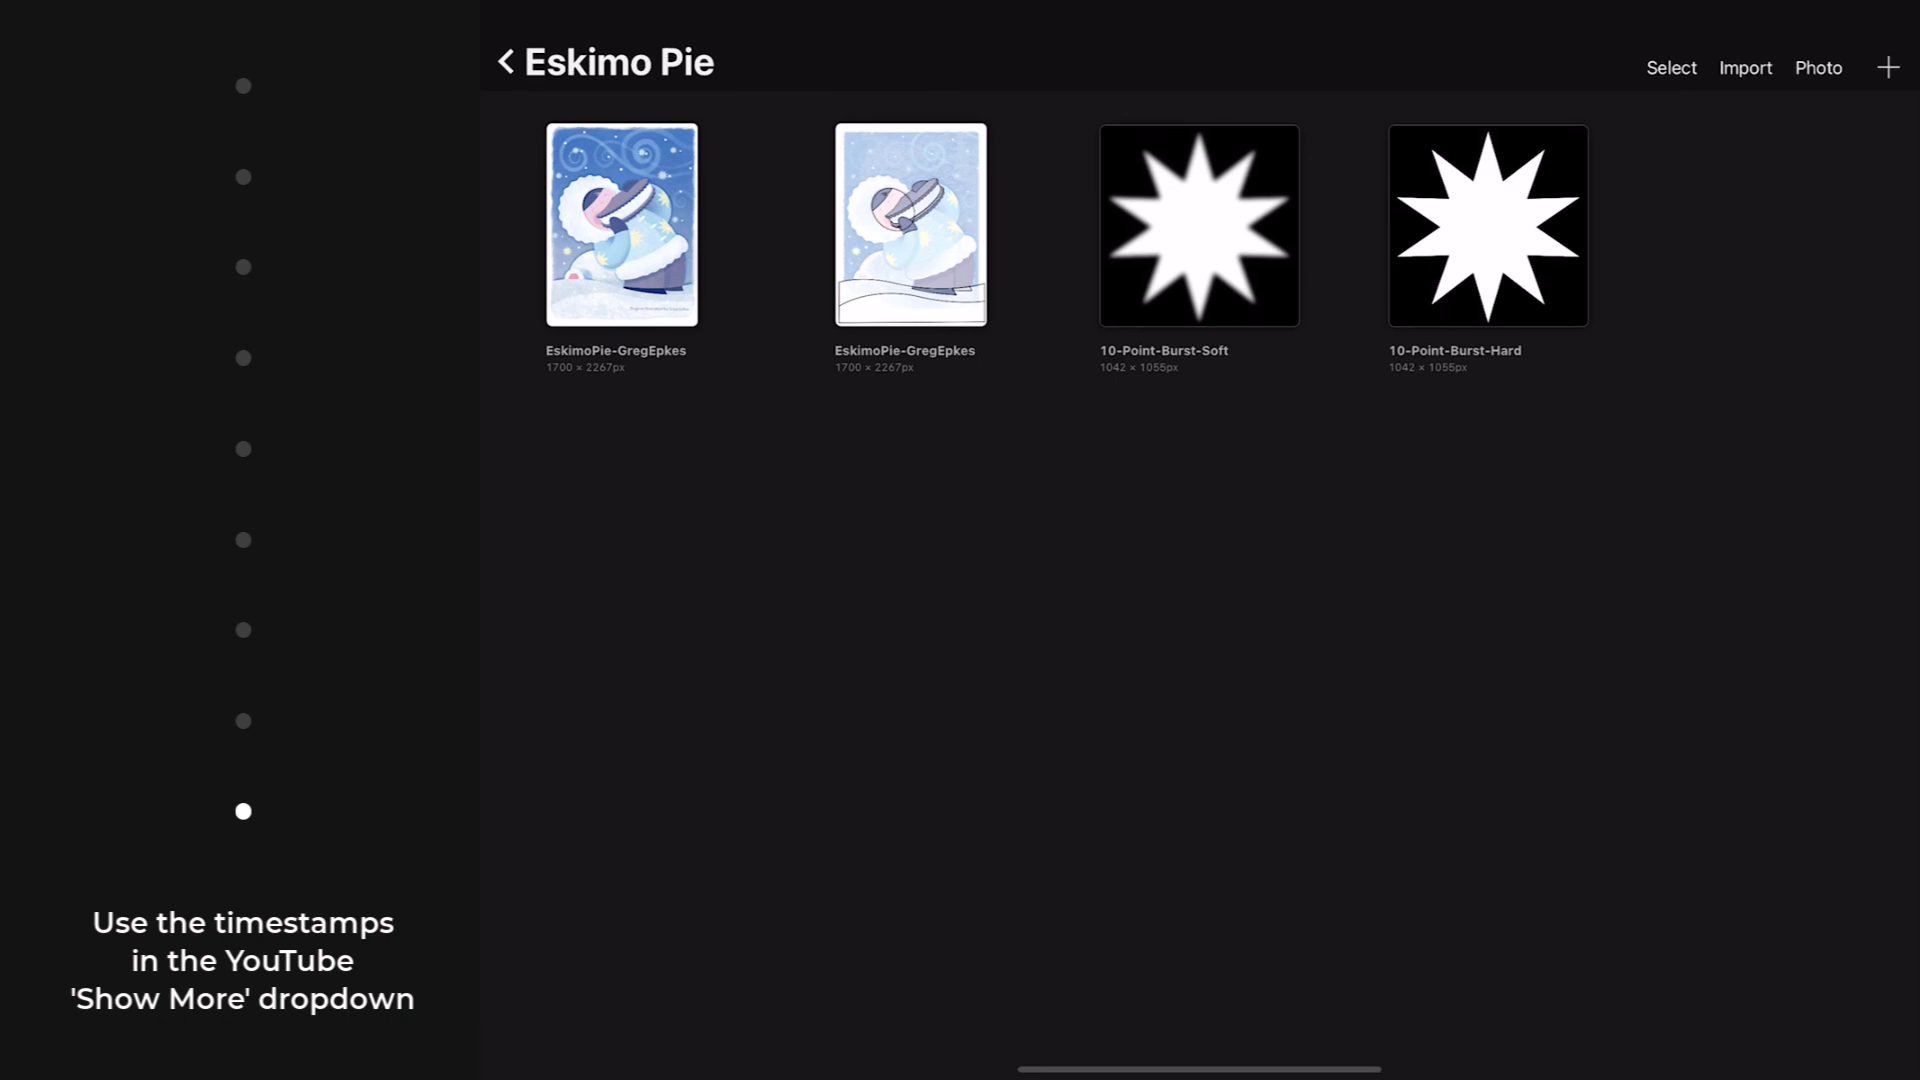 Eskimo Pie
Select Import Photo
EskimoPie-GregEpkes
1700 × 2267px
EskimoPie-GregEpkes
1700 × 2267px
10-Point-Burst-Soft
1042 × 1055px
10-Point-Burst-Hard
1042 × 1055px
Use the timestamps
in the YouTube
'Show More' dropdown